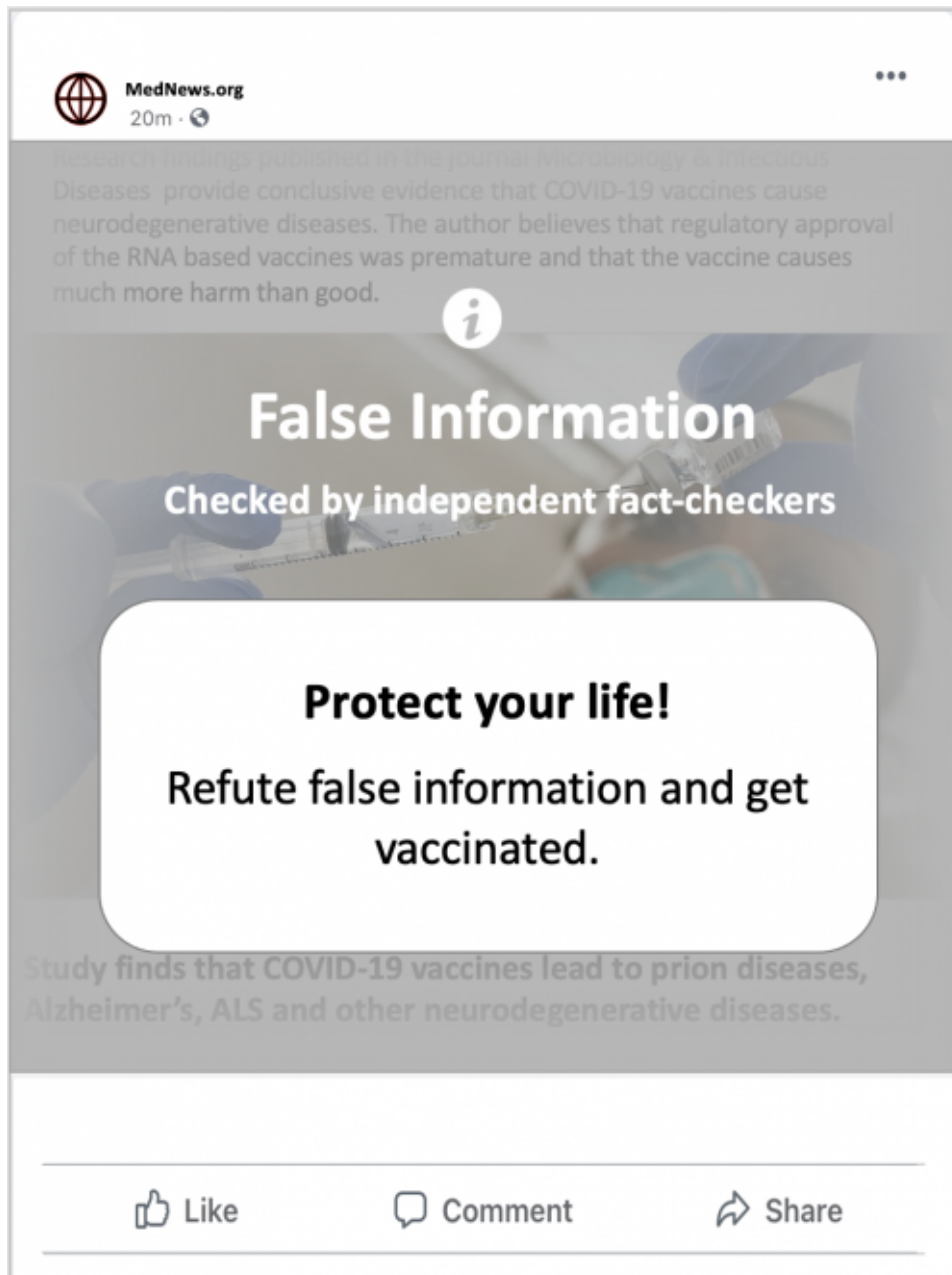 MedNews.org
20m ·
Research findings published in the journal Microbiology & Infectious
Diseases provide conclusive evidence that COVID-19 vaccines cause
neurodegenerative diseases. The author believes that regulatory approval
of the RNA based vaccines was premature and that the vaccine causes
much more harm than good.
False Information
Checked by independent fact-checkers
Protect your life!
Refute false information and get
vaccinated.
Study finds that COVID-19 vaccines lead to prion diseases,
Alzheimer's, ALS and other neurodegenerative diseases.
Like Comment Share